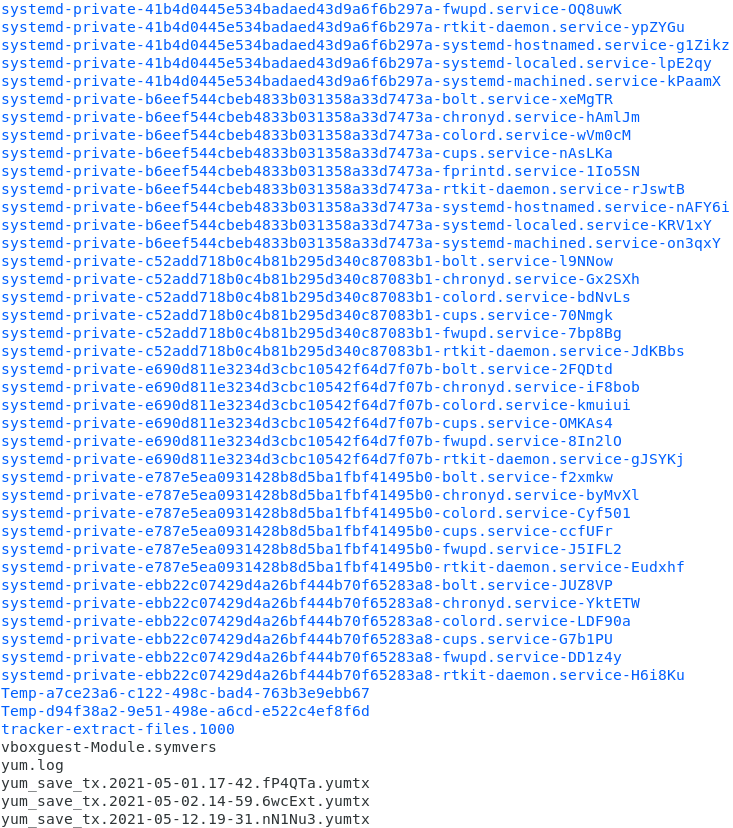 systemd-private-41b4d0445e534badaed43d9a6f6b297a-fwupd.service-OQ8uwK
systemd-private-41b4d0445e534badaed43d9a6f6b297a-rtkit-daemon.service-ypZYGu
systemd-private-41b4d0445e534badaed43d9a6f6b297a-systemd-hostnamed.service-g1Zikz
systemd-private-41b4d0445e534badaed43d9a6f6b297a-systemd-localed.service-lpE2qy
systemd-private-41b4d0445e534badaed43d9a6f6b297a-systemd-machined.service-kPaamX
systemd-private-b6eef544cbeb4833b031358a33d7473a-bolt.service-xeMgTR
systemd-private-b6eef544cbeb4833b031358a33d7473a-chronyd.service-hAmlJm
systemd-private-b6eef544cbeb4833b031358a33d7473a-colord.service-wVm0cM
systemd-private-b6eef544cbeb4833b031358a33d7473a-cups.service-nAsLKa
systemd-private-b6eef544cbeb4833b031358a33d7473a-fprintd.service-1Io5SN
systemd-private-b6eef544cbeb4833b031358a33d7473a-rtkit-daemon.service-rJswtB
systemd-private-b6eef544cbeb4833b031358a33d7473a-systemd-hostnamed.service-nAFY6i
systemd-private-b6eef544cbeb4833b031358a33d7473a-systemd-localed.service-KRV1xY
systemd-private-b6eef544cbeb4833b031358a33d7473a-systemd-machined.service-on3qxY
systemd-private-c52add718b0c4b81b295d340c87083b1-bolt.service-l9NNow
systemd-private-c52add718b0c4b81b295d340c87083b1-chronyd.service-Gx2SXh
systemd-private-c52add718b0c4b81b295d340c87083b1-colord.service-bdNvLs
systemd-private-c52add718b0c4b81b295d340c87083b1-cups.service-70Nmgk
systemd-private-c52add718b0c4b81b295d340c87083b1-fwupd.service-7bp8Bg
systemd-private-c52add718b0c4b81b295d340c87083b1-rtkit-daemon.service-JdKBbs
systemd-private-e690d811e3234d3cbc10542f64d7f07b-bolt.service-2FQDtd
systemd-private-e690d811e3234d3cbc10542f64d7f07b-chronyd.service-iF8bob
systemd-private-e690d811e3234d3cbc10542f64d7f07b-colord.service-kmuiui
systemd-private-e690d811e3234d3cbc10542f64d7f07b-cups.service-OMKAs4
systemd-private-e690d811e3234d3cbc10542f64d7f07b-fwupd.service-8In2lO
systemd-private-e690d811e3234d3cbc10542f64d7f07b-rtkit-daemon.service-gJSYKj
systemd-private-e787e5ea0931428b8d5ba1fbf41495b0-bolt.service-f2xmkw
systemd-private-e787e5ea0931428b8d5ba1fbf41495b0-chronyd.service-byMvXl
systemd-private-e787e5ea0931428b8d5ba1fbf41495b0-colord.service-Cyf501
systemd-private-e787e5ea0931428b8d5ba1fbf41495b0-cups.service-ccfUFr
systemd-private-e787e5ea0931428b8d5ba1fbf41495b0-fwupd.service-J5IFL2
systemd-private-e787e5ea0931428b8d5ba1fbf41495b0-rtkit-daemon.service-Eudxhf
systemd-private-ebb22c07429d4a26bf444b70f65283a8-bolt.service-JUZ8VP
systemd-private-ebb22c07429d4a26bf444b70f65283a8-chronyd.service-YktETW
systemd-private-ebb22c07429d4a26bf444b70f65283a8-colord.service-LDF90a
systemd-private-ebb22c07429d4a26bf444b70f65283a8-cups.service-G7b1PU
systemd-private-ebb22c07429d4a26bf444b70f65283a8-fwupd.service-DD1z4y
systemd-private-ebb22c07429d4a26bf444b70f65283a8-rtkit-daemon.service-H6i8Ku
Temp-a7ce23a6-c122-498c-bad4-763b3e9ebb67
Temp-d94f38a2-9e51-498e-a6cd-e522c4ef8f6d
tracker-extract-files.1000
vboxguest-Module.symvers
yum.log
yum_save_tx.2021-05-01.17-42.fP4QTa.yumtx
yum_save_tx.2021-05-02.14-59.6wcExt.yumtx
yum_save_tx.2021-05-12.19-31.nN1Nu3.yumtx